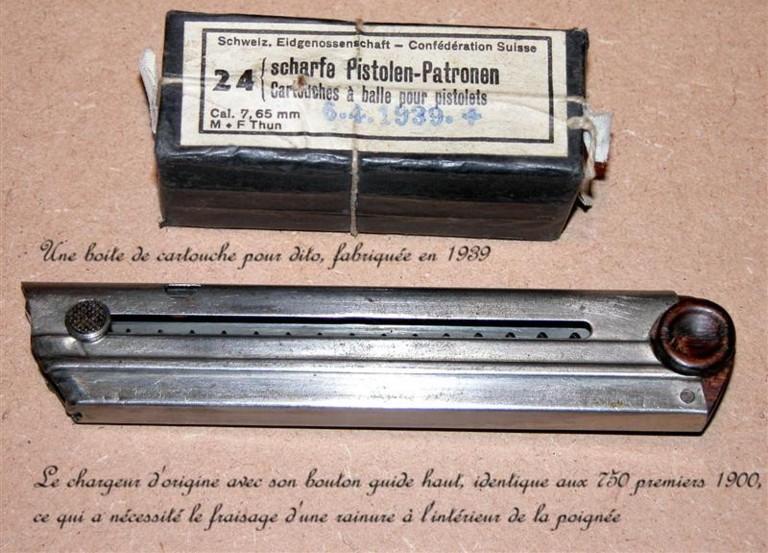 Schweiz. Eidgenossenschaft – Confédération Suisse
24 { scharfe Pistolen-Patronen
Cartouches à balle pour pistolets
Cal. 7,65 mm
M + F Thun
6.4.1939. +
Une boite de cartouche pour dito, fabriquée en 1939
Le chargeur d'origine avec son bouton guide haut, identique aux 750 premiers 1900,
ce qui a nécessité le fraisage d'une rainure à l'intérieur de la poignée